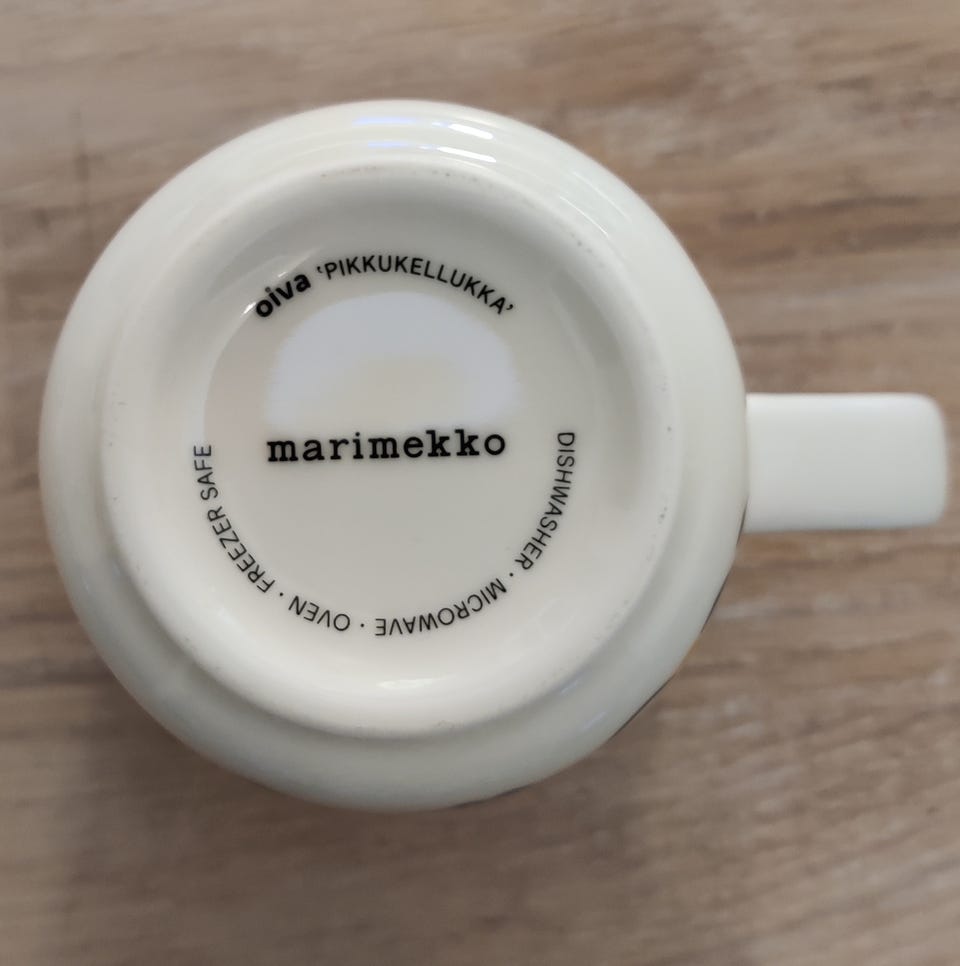 oiva ‘PIKKUKELLUKKA’
marimekko
DISHWASHER · MICROWAVE · OVEN · FREEZER SAFE